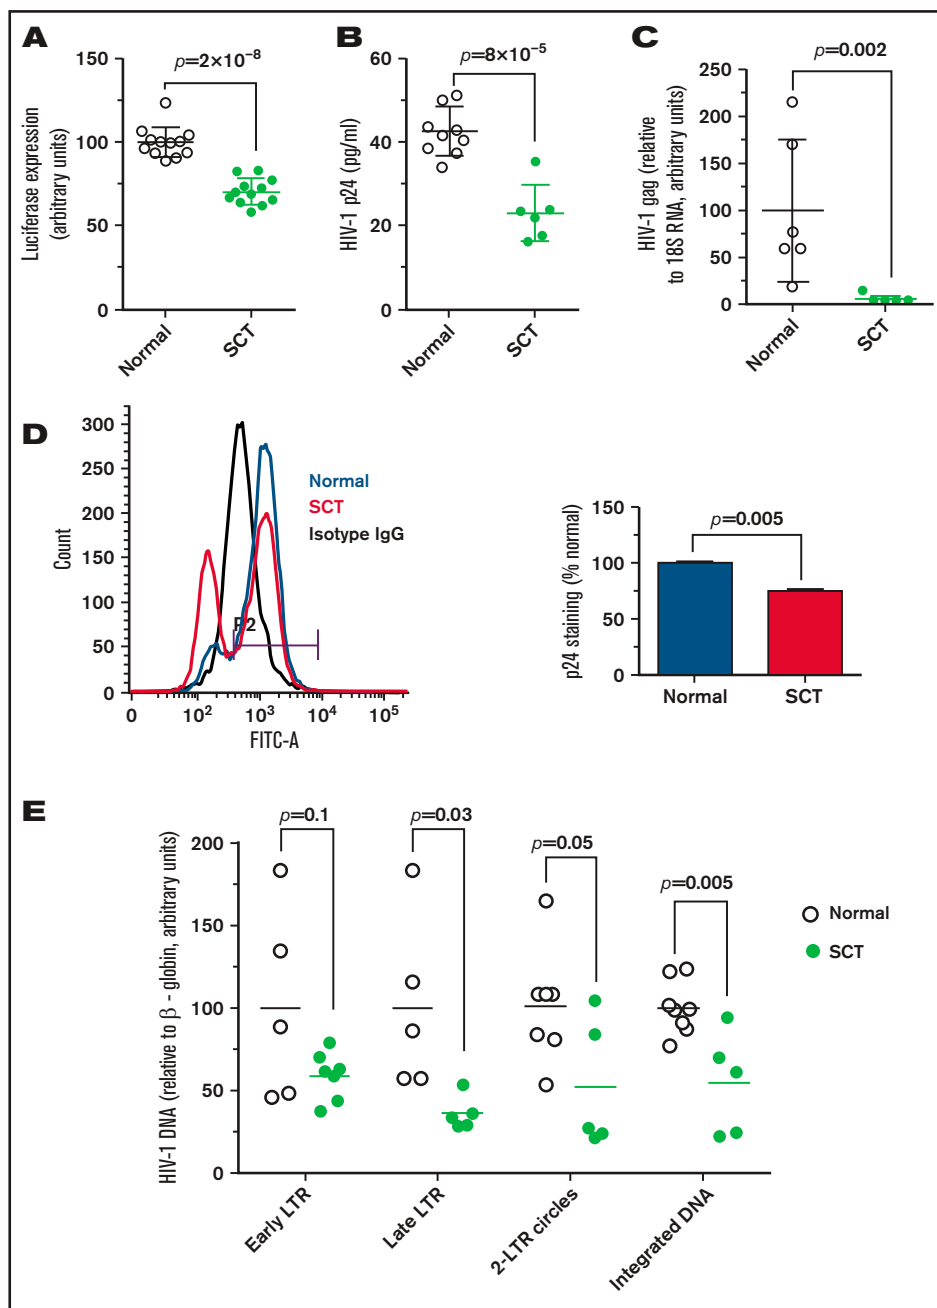 A
p=2×10⁻⁸
Luciferase expression
(arbitrary units)
150
100
50
0
Normal
SCT
B
p=8×10⁻⁵
HIV-1 p24 (pg/ml)
60
40
20
0
Normal
SCT
C
p=0.002
HIV-1 gag (relative
to 18S RNA, arbitrary units)
250
200
150
100
50
0
Normal
SCT
D
Count
300
250
200
150
100
50
0
Normal
SCT
Isotype IgG
P2
0
10²
10³
10⁴
10⁵
FITC-A
p24 staining (% normal)
150
100
50
0
p=0.005
Normal
SCT
E
HIV-1 DNA (relative to β - globin, arbitrary units)
200
150
100
50
0
p=0.1
p=0.03
p=0.05
p=0.005
Normal
SCT
Early LTR
Late LTR
2-LTR circles
Integrated DNA